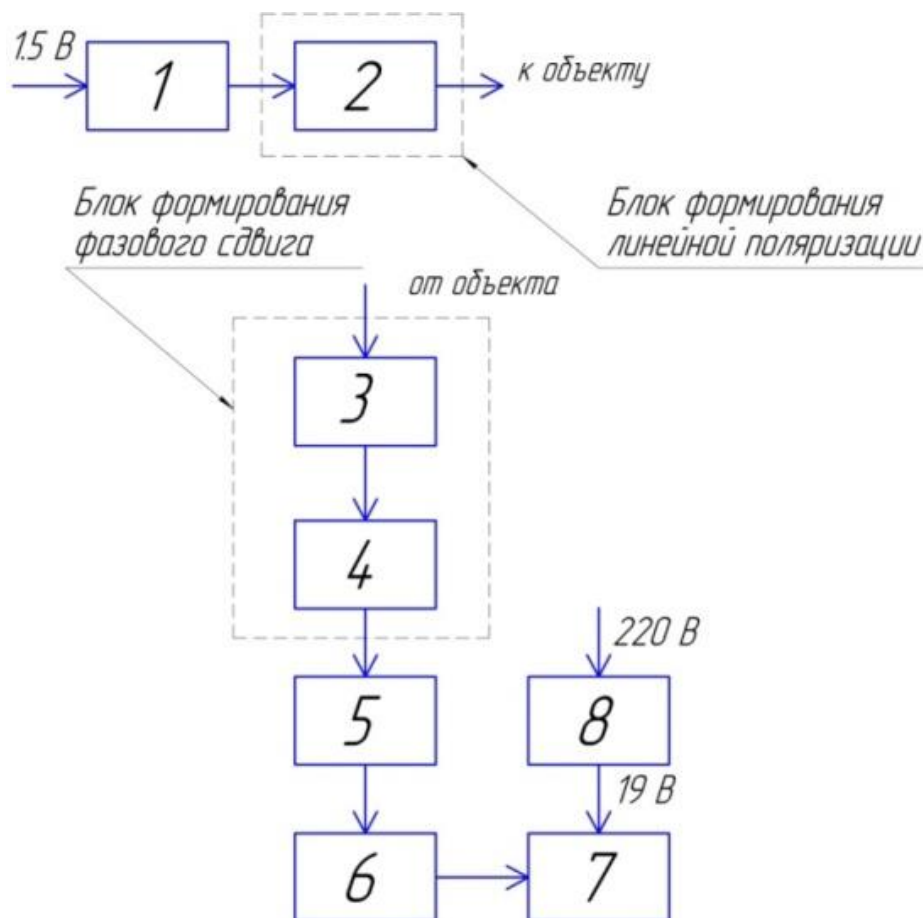 1.5 В
1
2
к объекту
Блок формирования
фазового сдвига
Блок формирования
линейной поляризации
от объекта
3
4
220 В
5
8
19 В
6
7